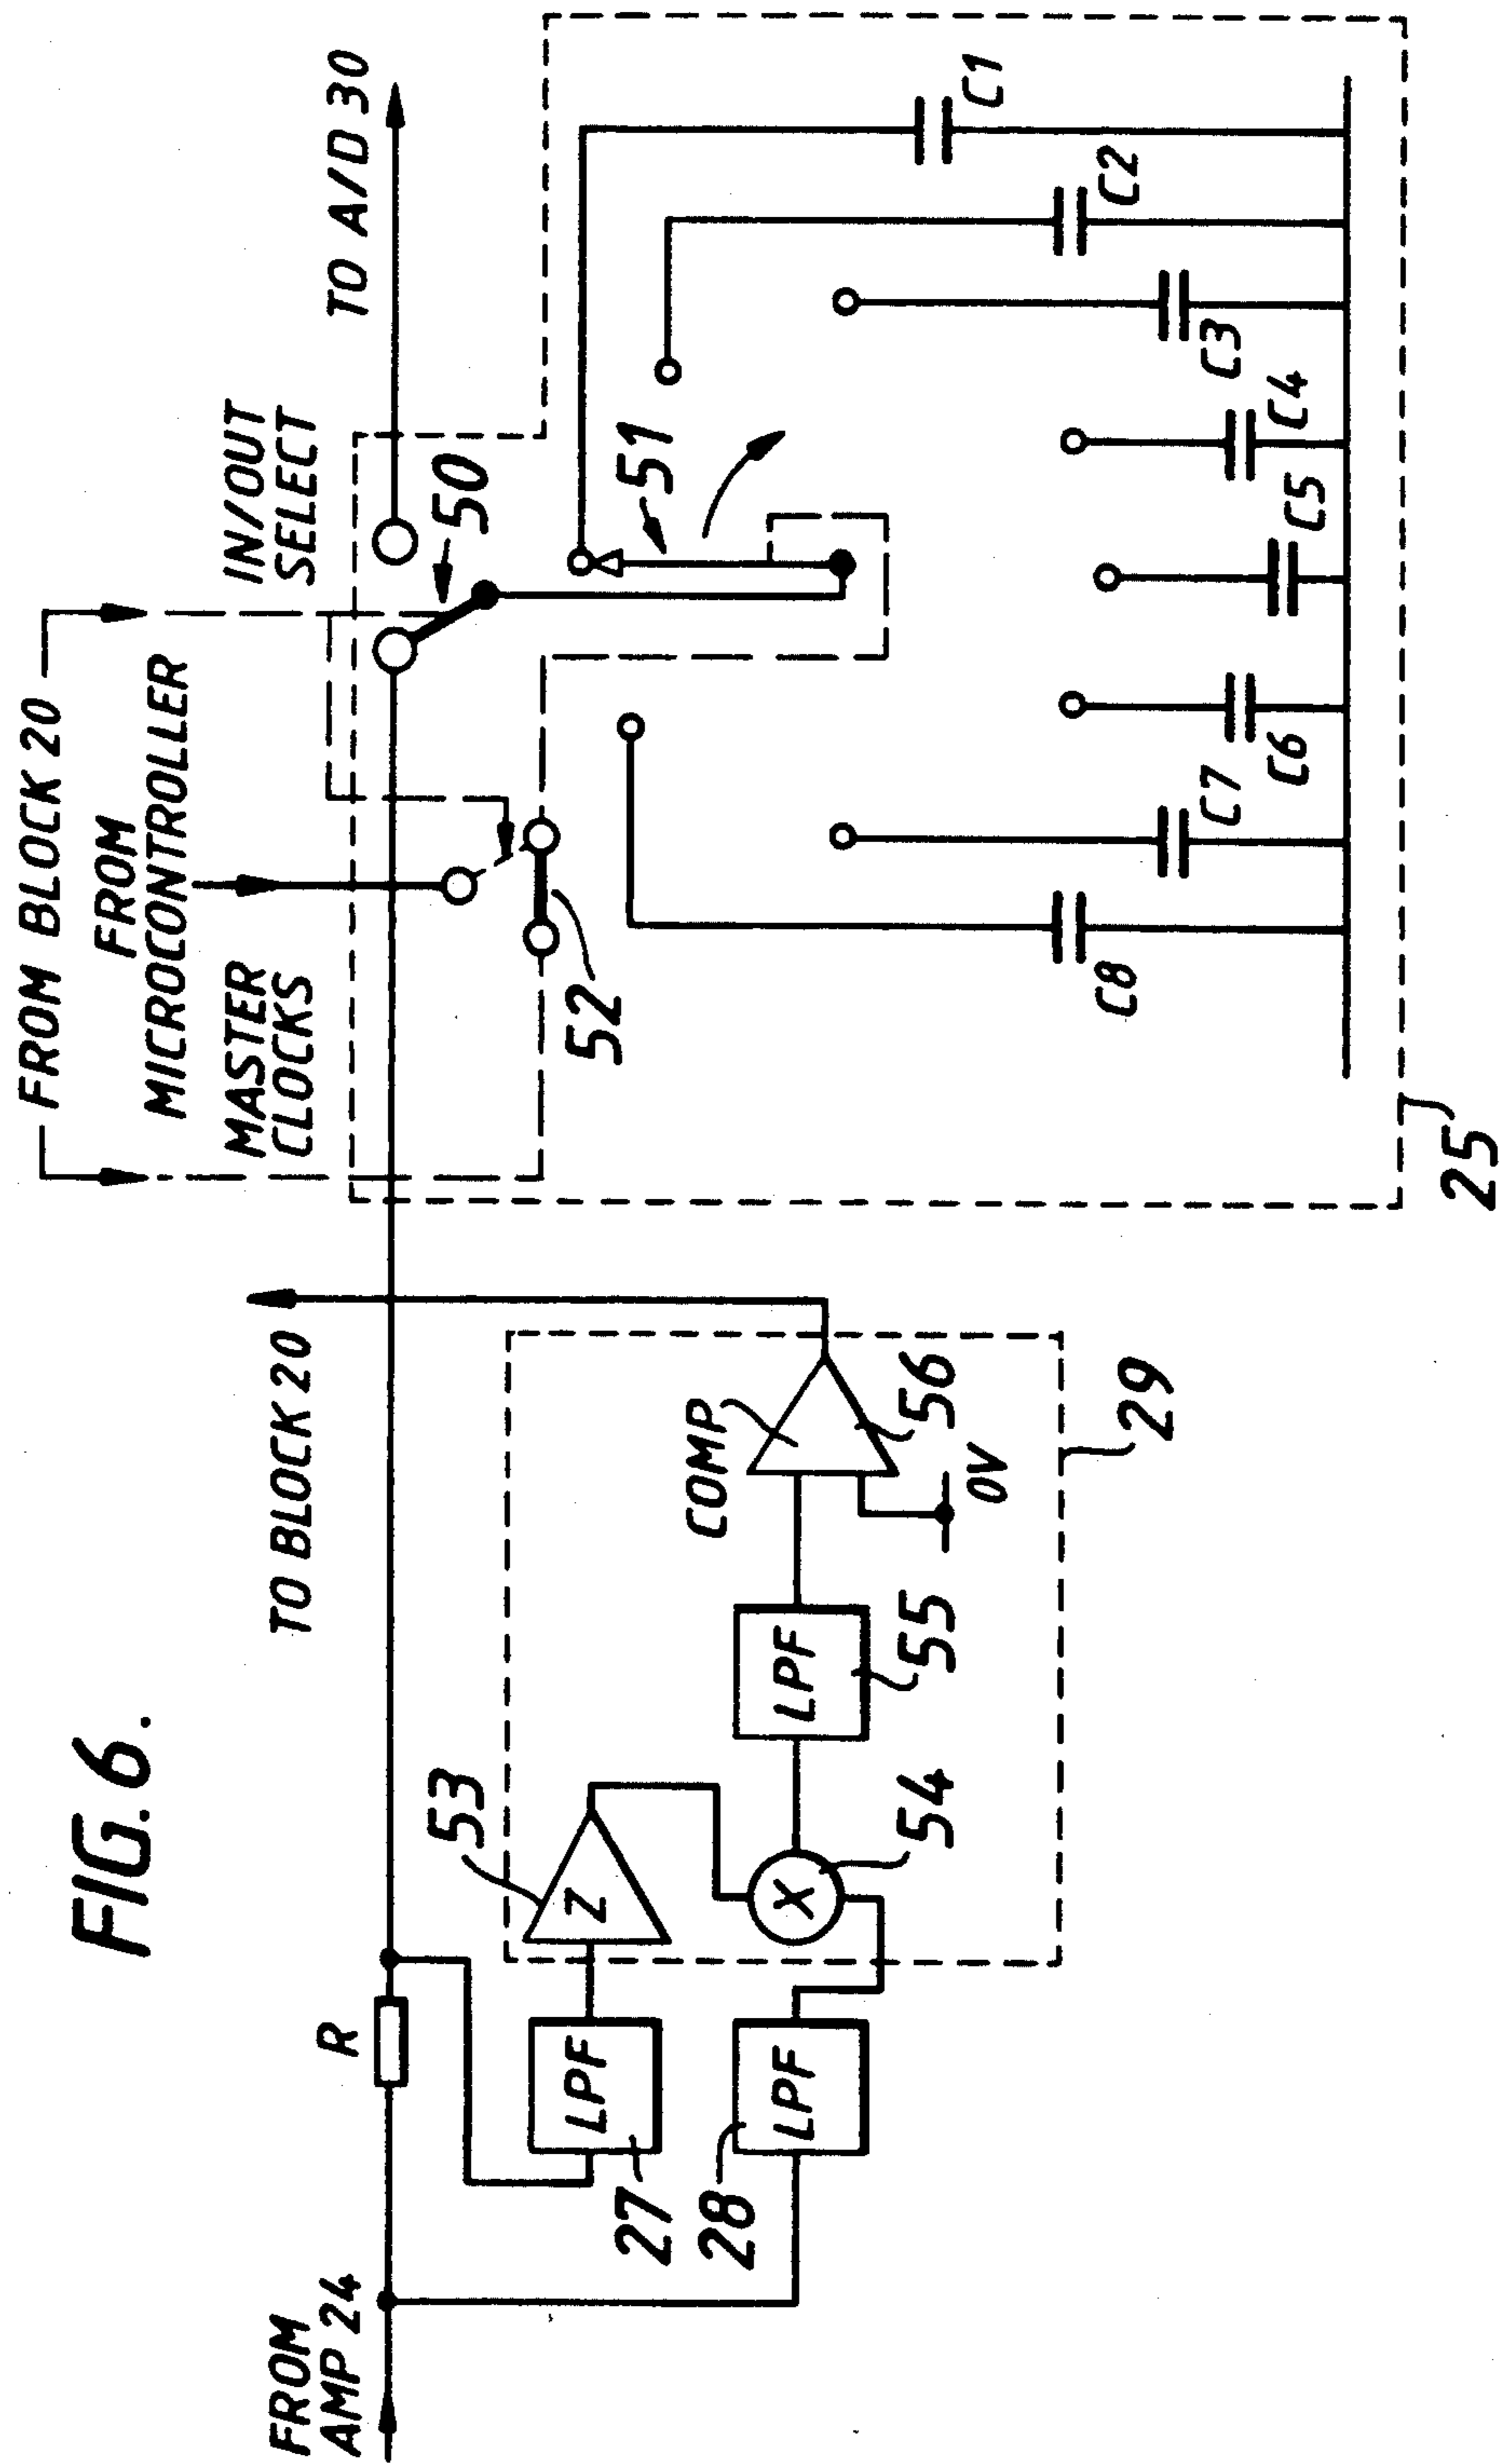 FIG. 6.
FROM BLOCK 20
FROM
MICROCONTROLLER
MASTER
CLOCKS
IN/OUT
SELECT
TO BLOCK 20
TO A/D 30
FROM
AMP 24
R
50
51
52
53
Z
LPF
27
LPF
28
X
54
LPF
55
COMP
56
0V
29
C8
C7
C6
C5
C4
C3
C2
C1
25